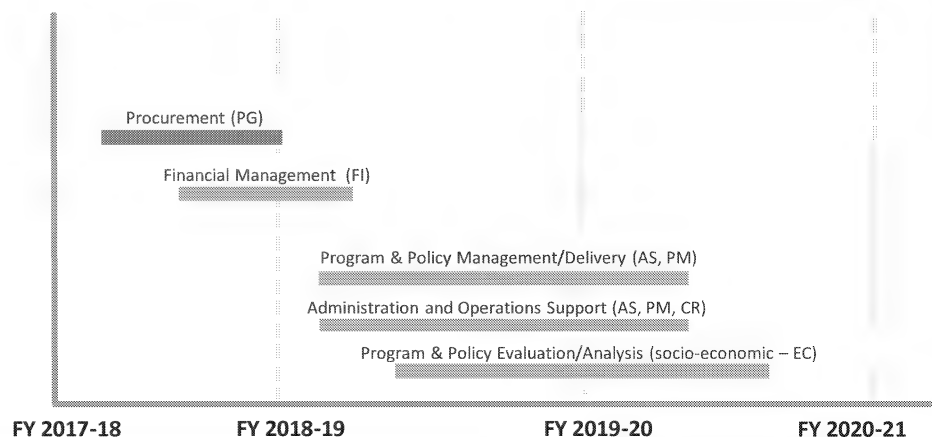 Procurement (PG)
Financial Management (FI)
Program & Policy Management/Delivery (AS, PM)
Administration and Operations Support (AS, PM, CR)
Program & Policy Evaluation/Analysis (socio-economic – EC)
FY 2017-18 FY 2018-19 FY 2019-20 FY 2020-21